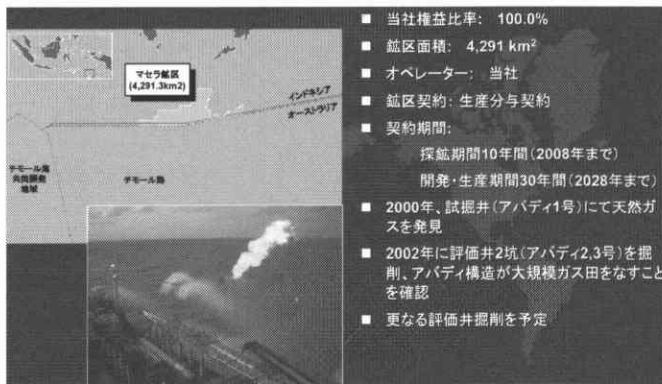 マセラ鉱区
(4,291.3km2)
インドネシア
オーストラリア
チモール海
共同開発
地域
チモール海
■ 当社権益比率: 100.0%
■ 鉱区面積: 4,291 km²
■ オペレーター: 当社
■ 鉱区契約: 生産分与契約
■ 契約期間:
探鉱期間10年間(2008年まで)
開発・生産期間30年間(2028年まで)
■ 2000年、試掘井(アバディ1号)にて天然ガ
スを発見
■ 2002年に評価井2坑(アバディ2,3号)を掘
削、アバディ構造が大規模ガス田をなすこと
を確認
■ 更なる評価井掘削を予定